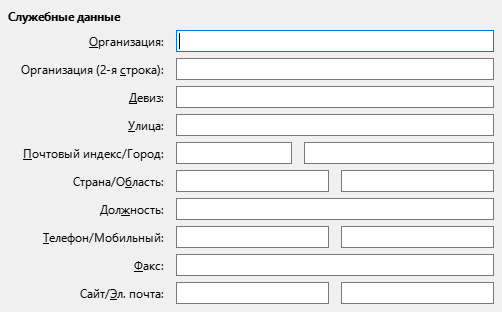 Служебные данные
Организация:
Организация (2-я строка):
Девиз:
Улица:
Почтовый индекс/Город:
Страна/Область:
Должность:
Телефон/Мобильный:
Факс:
Сайт/Эл. почта: